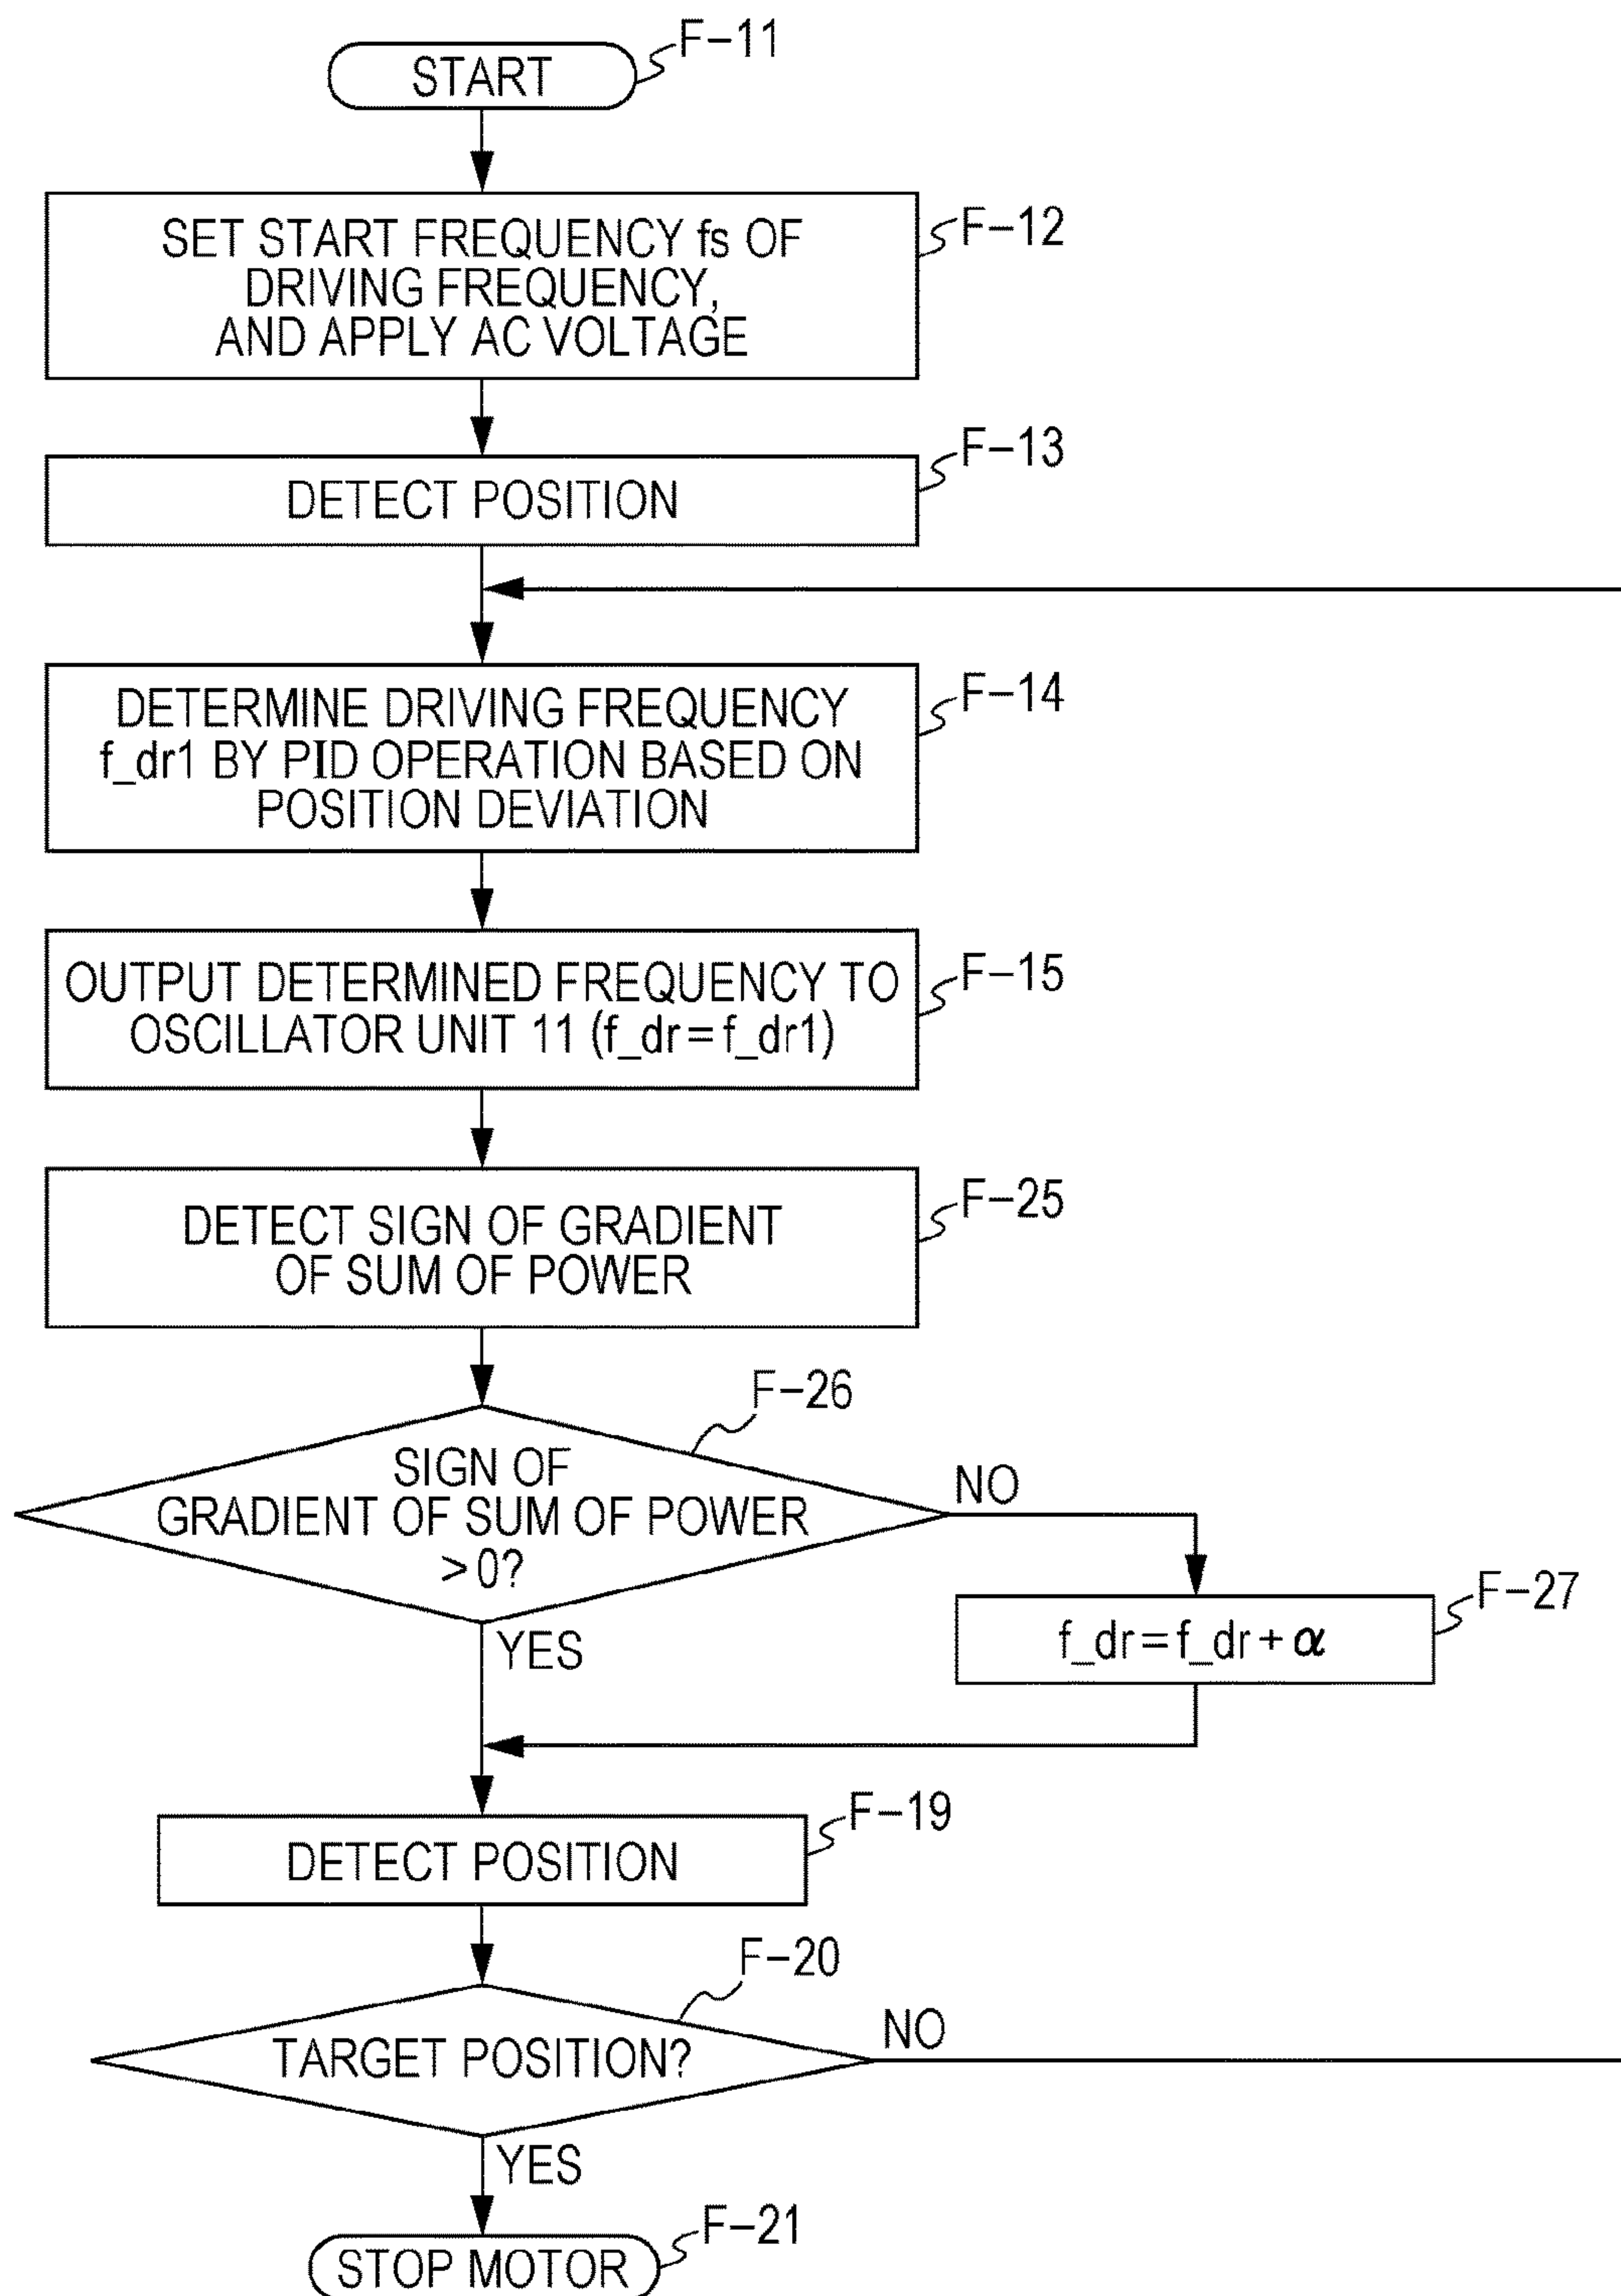 F-11
START
F-12
SET START FREQUENCY fs OF
DRIVING FREQUENCY,
AND APPLY AC VOLTAGE
F-13
DETECT POSITION
F-14
DETERMINE DRIVING FREQUENCY
f_dr1 BY PID OPERATION BASED ON
POSITION DEVIATION
F-15
OUTPUT DETERMINED FREQUENCY TO
OSCILLATOR UNIT 11 (f_dr = f_dr1)
F-25
DETECT SIGN OF GRADIENT
OF SUM OF POWER
F-26
SIGN OF
GRADIENT OF SUM OF POWER
> 0?
NO
F-27
f_dr = f_dr + α
YES
F-19
DETECT POSITION
F-20
TARGET POSITION?
NO
YES
F-21
STOP MOTOR